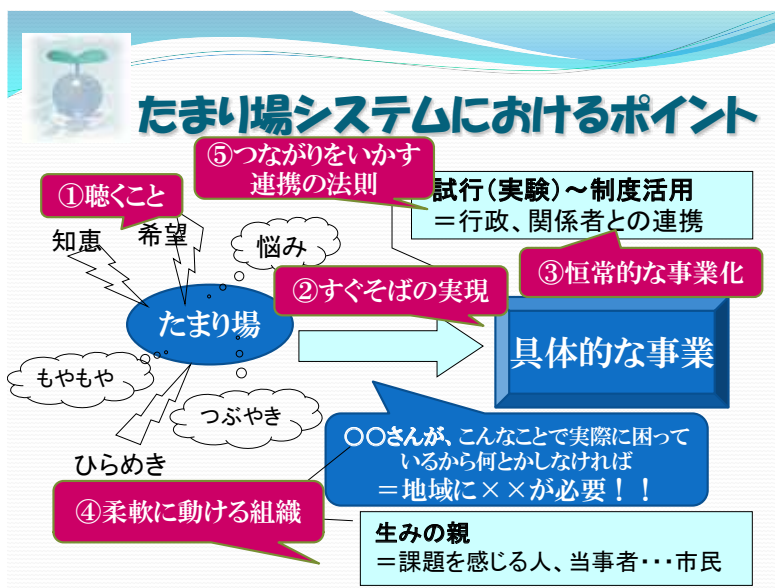 たまり場システムにおけるポイント
⑤つながりをいかす
連携の法則
①聴くこと
試行（実験）～制度活用
＝行政、関係者との連携
知恵
希望
悩み
③恒常的な事業化
②すぐそばの実現
たまり場
具体的な事業
もやもや
つぶやき
ひらめき
〇〇さんが、こんなことで実際に困って
いるから何とかしなければ
＝地域に××が必要！！
④柔軟に動ける組織
生みの親
＝課題を感じる人、当事者・・・市民